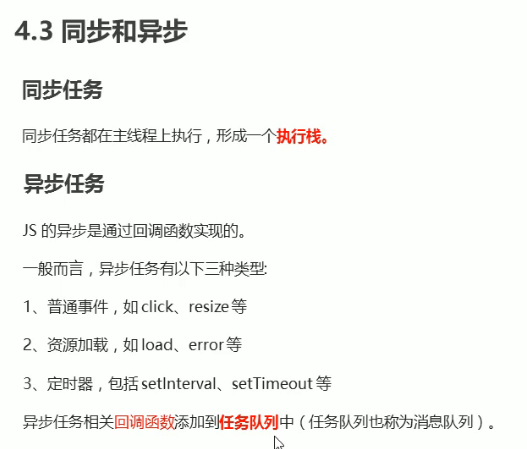 4.3 同步和异步
同步任务
同步任务都在主线程上执行，形成一个执行栈。
异步任务
JS 的异步是通过回调函数实现的。
一般而言，异步任务有以下三种类型:
1、普通事件，如 click、resize 等
2、资源加载，如 load、error 等
3、定时器，包括 setInterval、setTimeout 等
异步任务相关回调函数添加到任务队列中（任务队列也称为消息队列）。